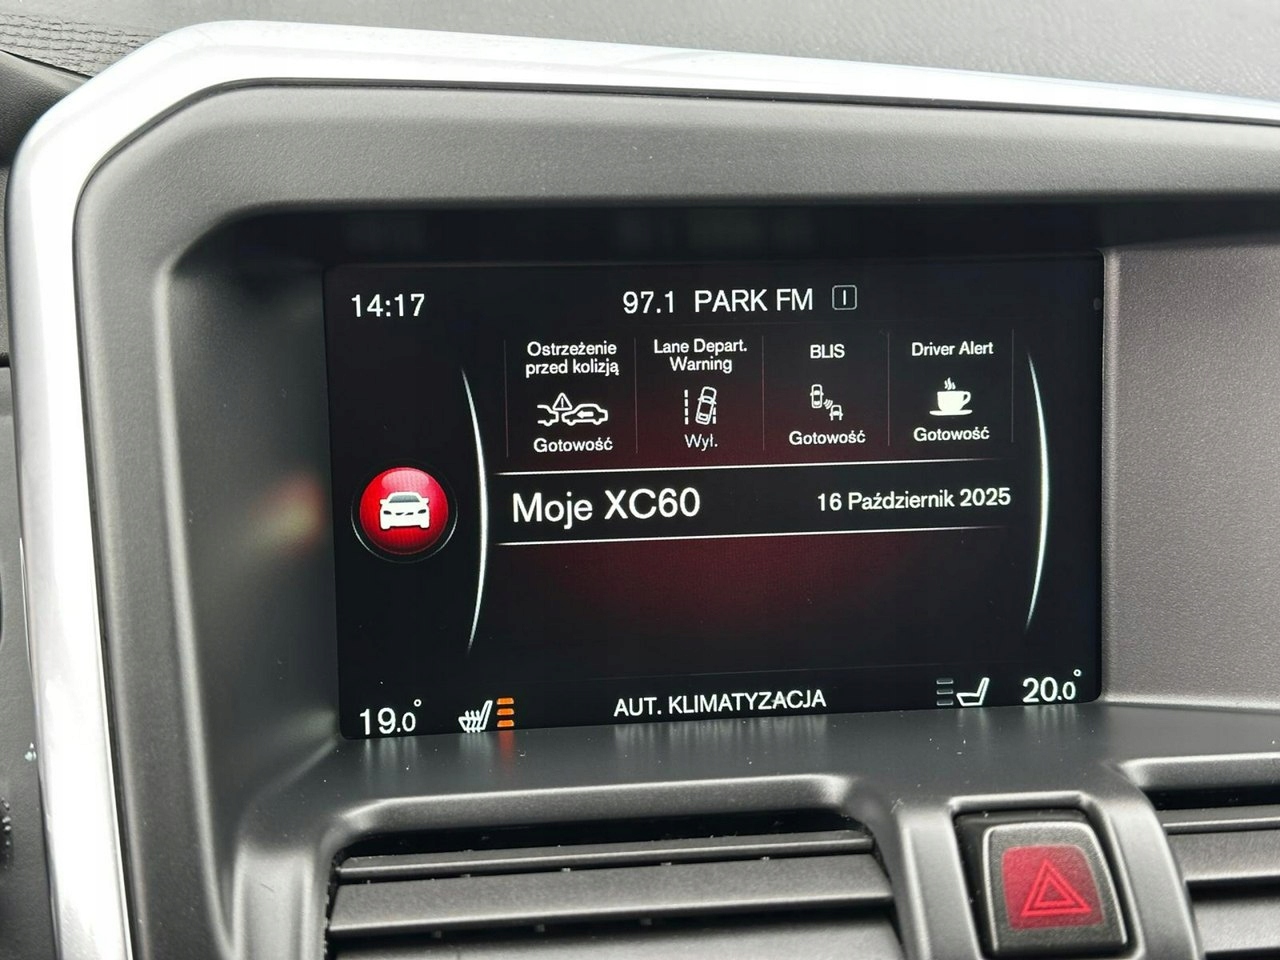 14:17
97.1 PARK FM I
Ostrzeżenie
przed kolizją
Gotowość
Lane Depart.
Warning
Wył.
BLIS
Gotowość
Driver Alert
Gotowość
Moje XC60
16 Październik 2025
19.0°
AUT. KLIMATYZACJA
20.0°